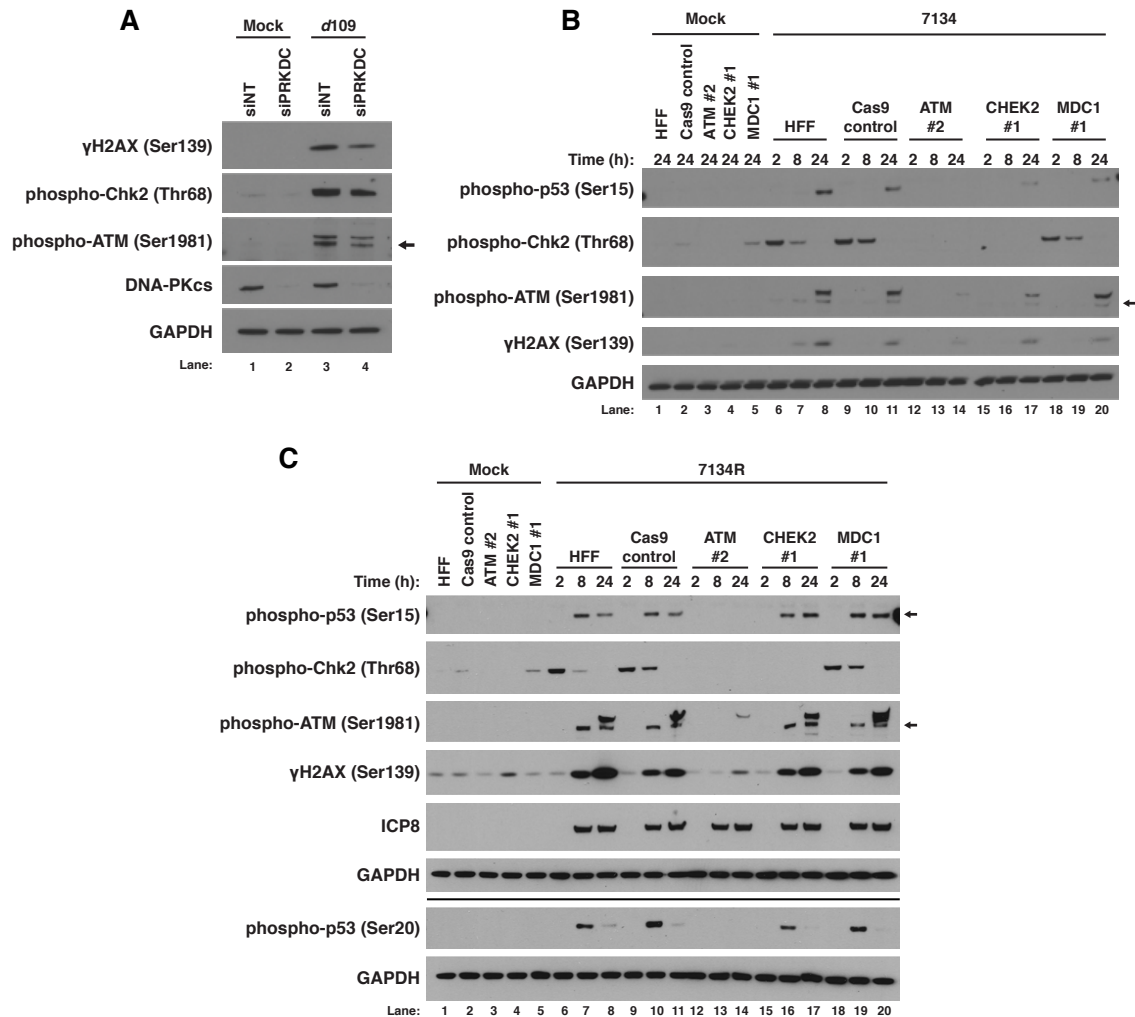 A
Mock d109
siNT siPRKDC siNT siPRKDC
γH2AX (Ser139)
phospho-Chk2 (Thr68)
phospho-ATM (Ser1981)
DNA-PKcs
GAPDH
Lane: 1 2 3 4
B
Mock 7134
HFF Cas9 control ATM #2 CHEK2 #1 MDC1 #1
HFF Cas9 control ATM #2 CHEK2 #1 MDC1 #1
Time (h): 24 24 24 24 24 2 8 24 2 8 24 2 8 24 2 8 24 2 8 24
phospho-p53 (Ser15)
phospho-Chk2 (Thr68)
phospho-ATM (Ser1981)
γH2AX (Ser139)
GAPDH
Lane: 1 2 3 4 5 6 7 8 9 10 11 12 13 14 15 16 17 18 19 20
C
Mock 7134R
HFF Cas9 control ATM #2 CHEK2 #1 MDC1 #1
HFF Cas9 control ATM #2 CHEK2 #1 MDC1 #1
Time (h): 2 8 24 2 8 24 2 8 24 2 8 24 2 8 24
phospho-p53 (Ser15)
phospho-Chk2 (Thr68)
phospho-ATM (Ser1981)
γH2AX (Ser139)
ICP8
GAPDH
phospho-p53 (Ser20)
GAPDH
Lane: 1 2 3 4 5 6 7 8 9 10 11 12 13 14 15 16 17 18 19 20